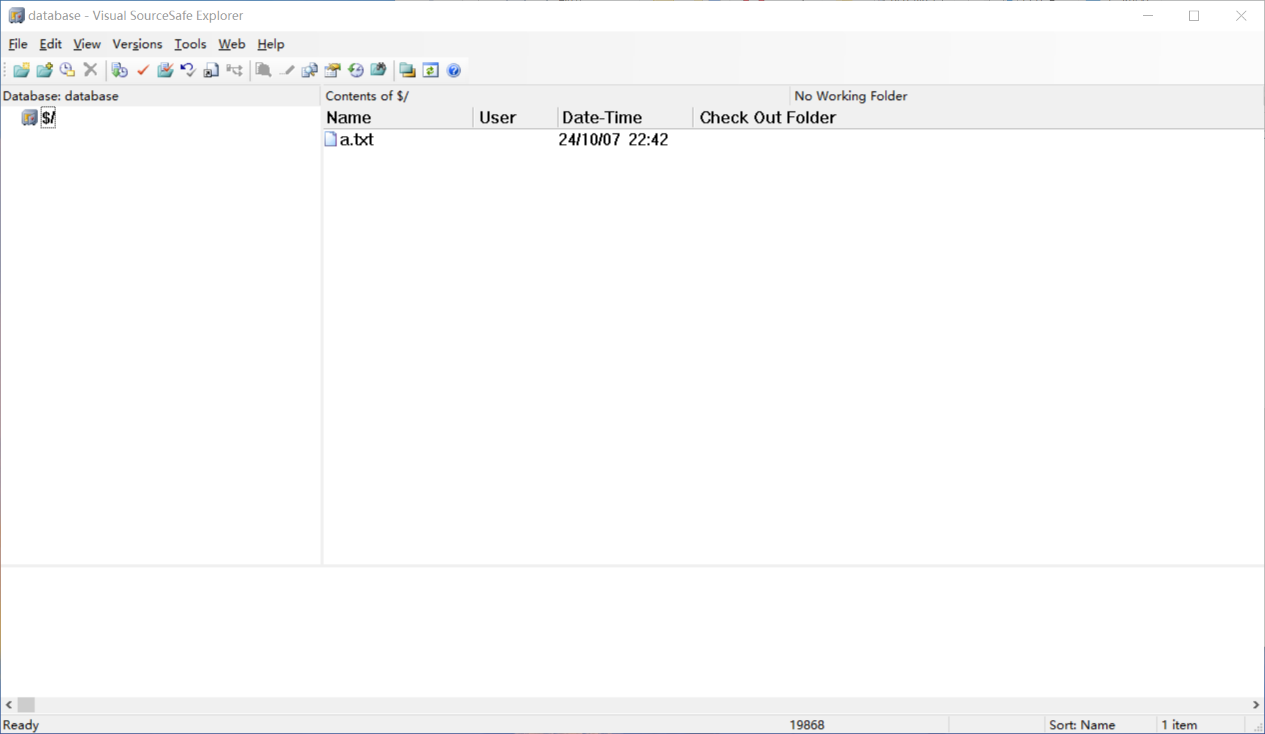 database - Visual SourceSafe Explorer
File Edit View Versions Tools Web Help
Database: database Contents of $/ No Working Folder
$/ Name User Date-Time Check Out Folder
a.txt 24/10/07 22:42
Ready 19868 Sort: Name 1 item